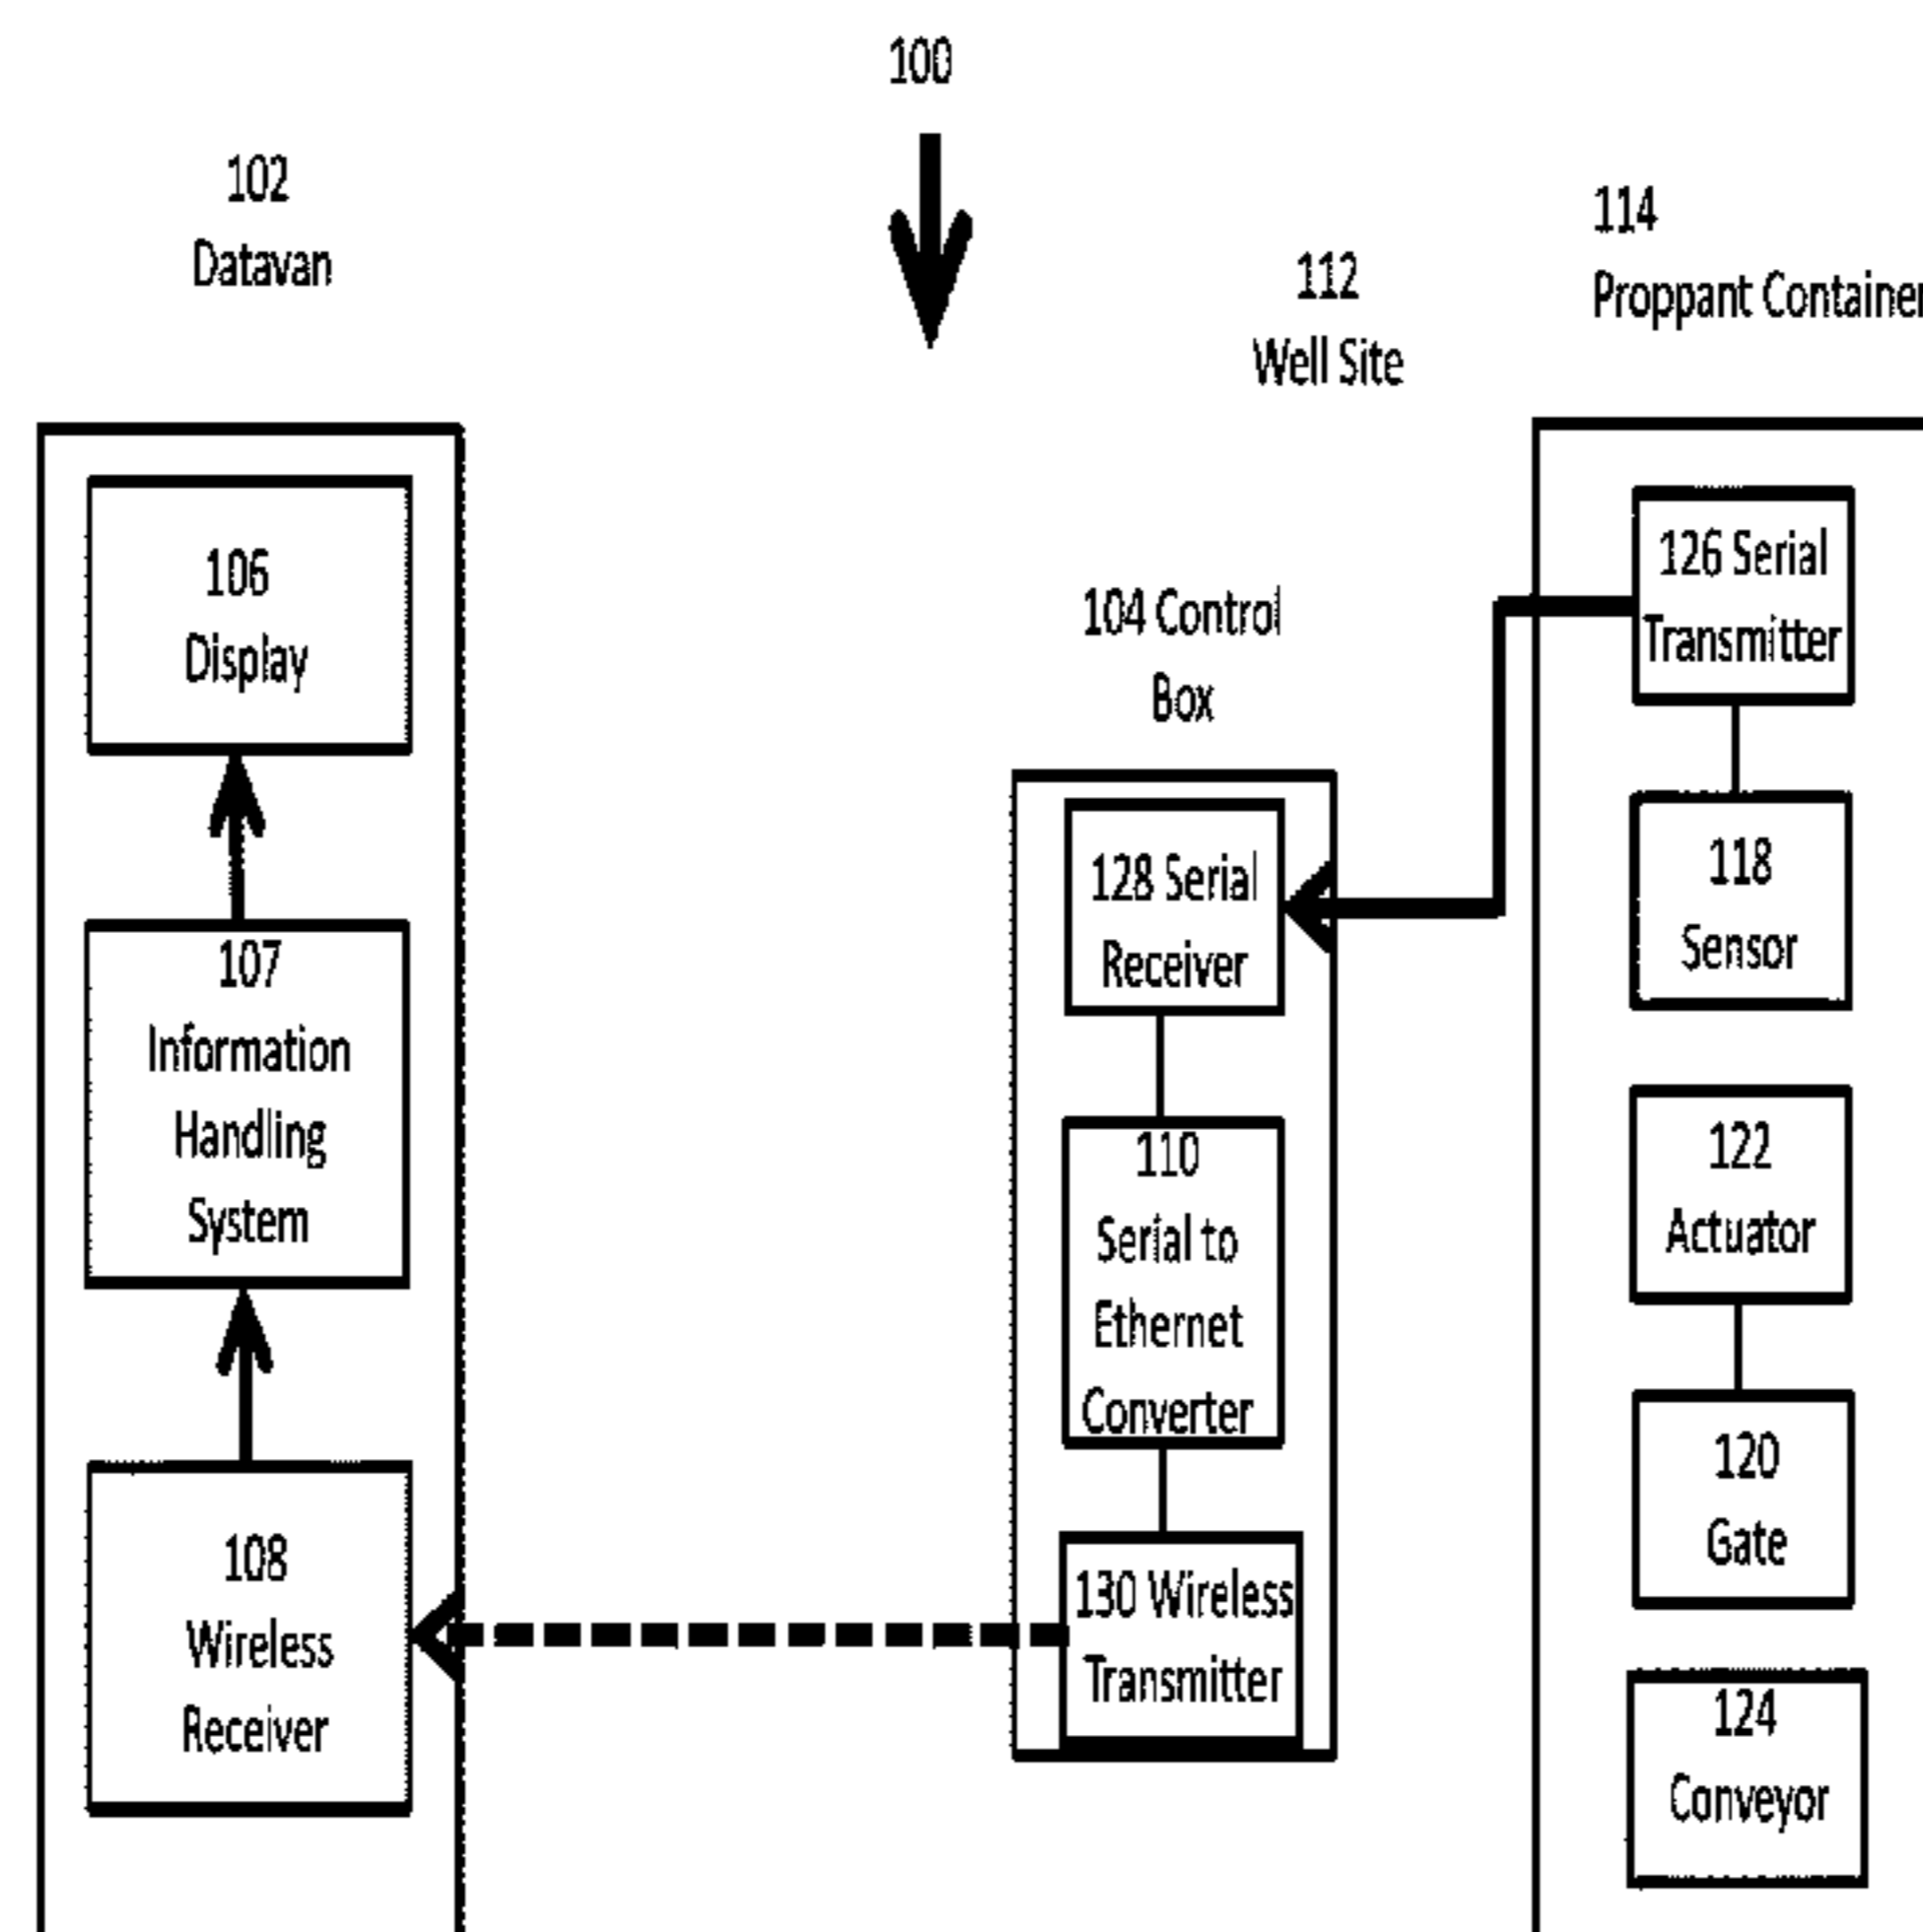 100
102
Datavan
112
Well Site
114
Proppant Container
106
Display
107
Information
Handling
System
108
Wireless
Receiver
104 Control
Box
128 Serial
Receiver
110
Serial to
Ethernet
Converter
130 Wireless
Transmitter
126 Serial
Transmitter
118
Sensor
122
Actuator
120
Gate
124
Conveyor